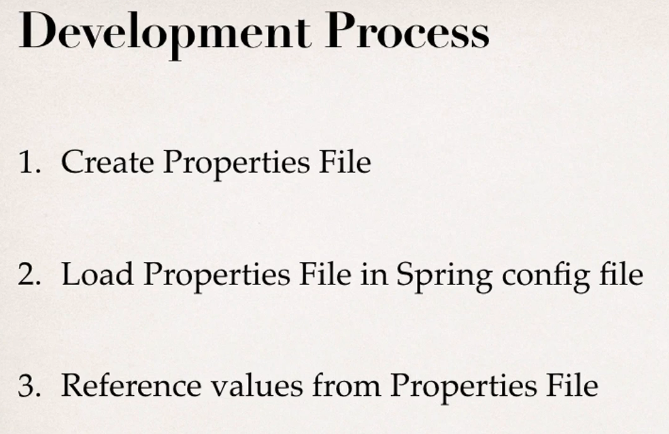 Development Process
1. Create Properties File
2. Load Properties File in Spring config file
3. Reference values from Properties File